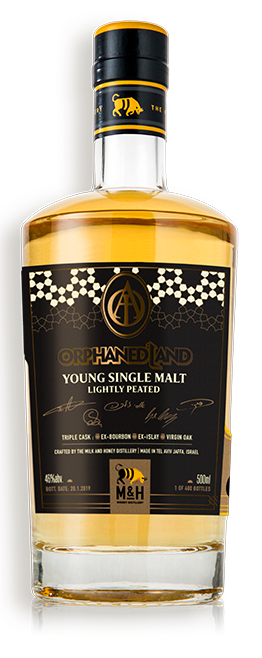 THE
ORPHANED LAND
YOUNG SINGLE MALT
LIGHTLY PEATED
TRIPLE CASK : EX-BOURBON EX-ISLAY VIRGIN OAK
CRAFTED BY THE MILK AND HONEY DISTILLERY | MADE IN TEL AVIV JAFFA, ISRAEL
46%abv. 500ml
BOTT. DATE: 20.1.2019 1 OF 480 BOTTLES
M&H
WHISKY DISTILLERY